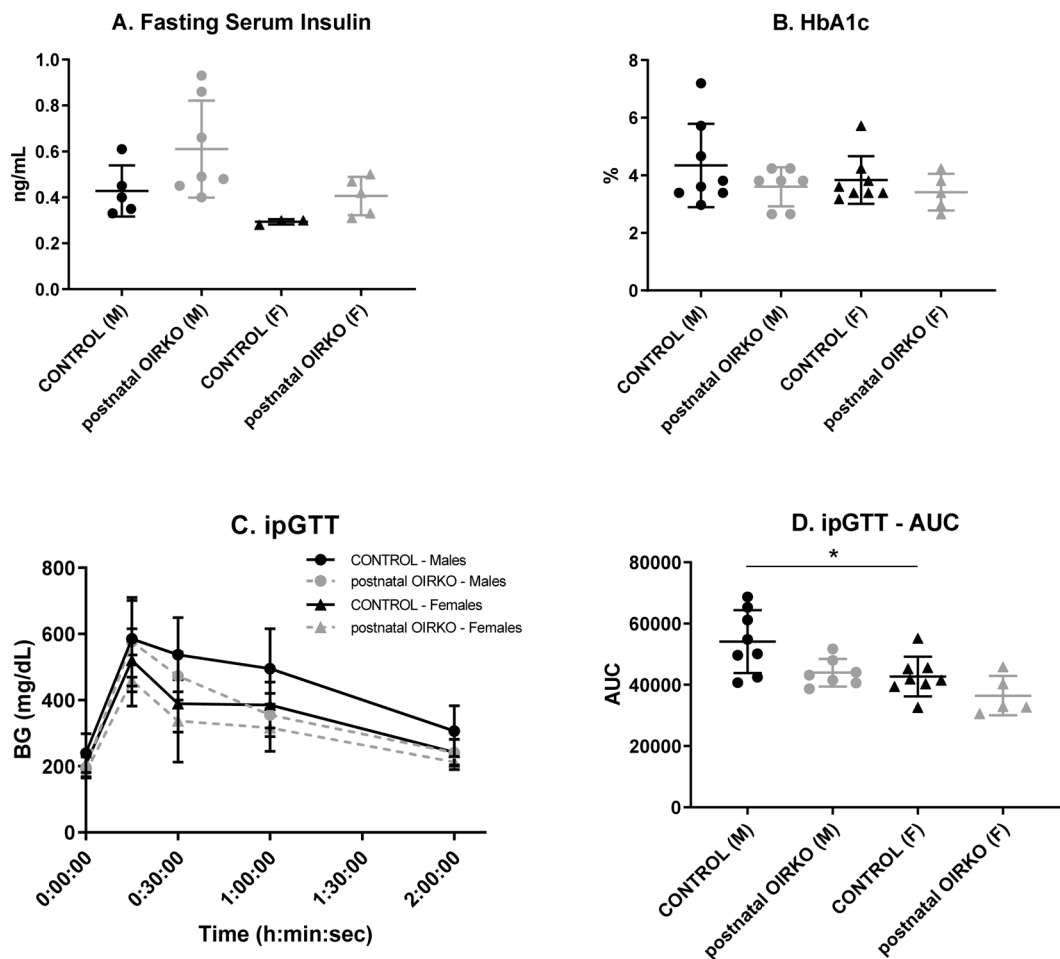 A. Fasting Serum Insulin
ng/mL
1.0
0.8
0.6
0.4
0.2
0.0
CONTROL (M)
postnatal OIRKO (M)
CONTROL (F)
postnatal OIRKO (F)
B. HbA1c
%
8
6
4
2
0
CONTROL (M)
postnatal OIRKO (M)
CONTROL (F)
postnatal OIRKO (F)
C. ipGTT
CONTROL - Males
postnatal OIRKO - Males
CONTROL - Females
postnatal OIRKO - Females
BG (mg/dL)
800
600
400
200
0
0:00:00
0:30:00
1:00:00
1:30:00
2:00:00
Time (h:min:sec)
D. ipGTT - AUC
*
AUC
80000
60000
40000
20000
0
CONTROL (M)
postnatal OIRKO (M)
CONTROL (F)
postnatal OIRKO (F)